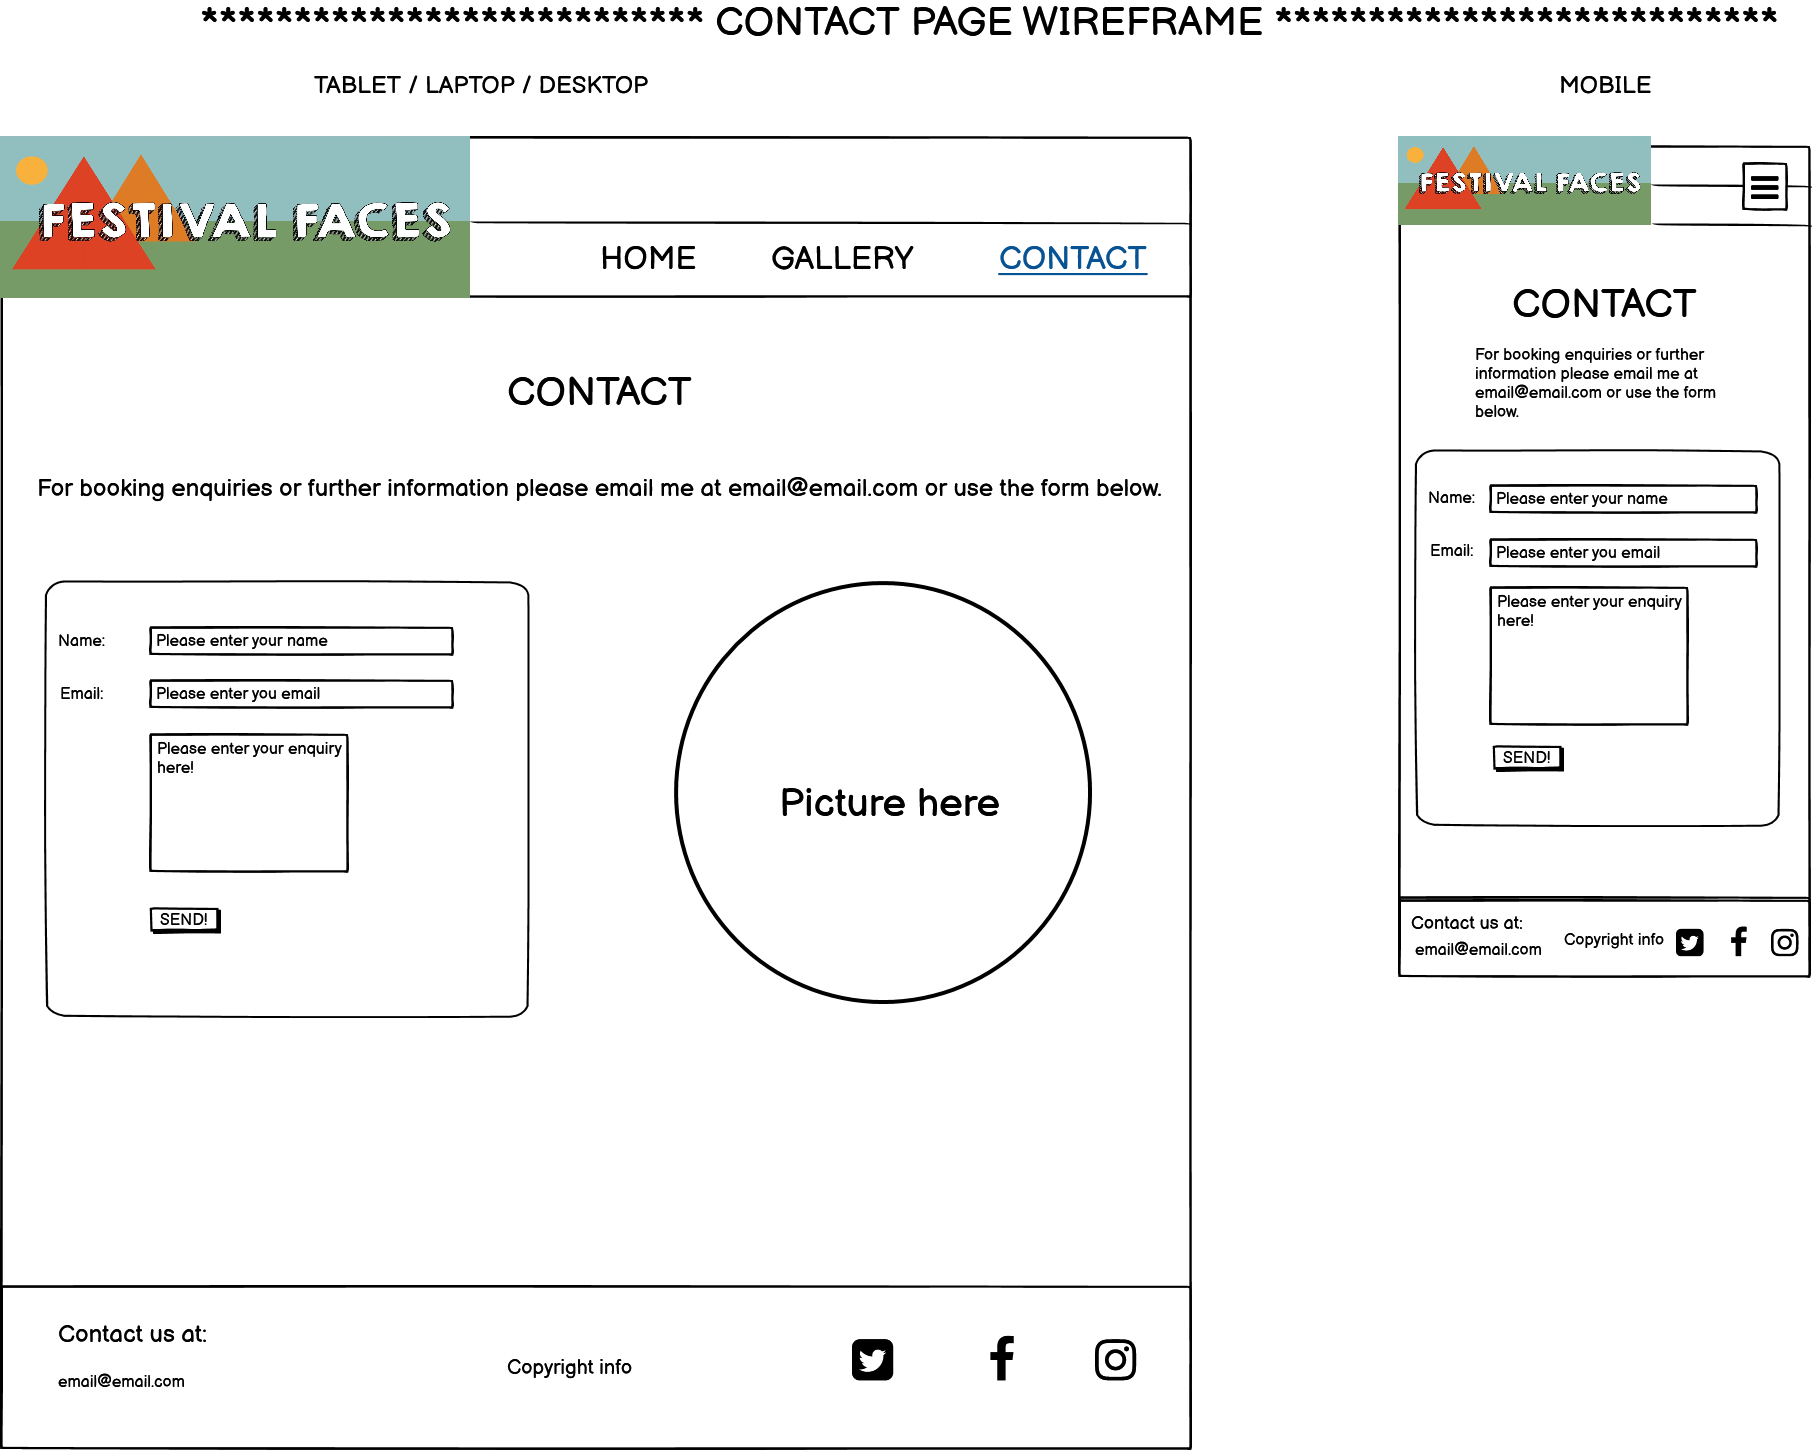 *************************** CONTACT PAGE WIREFRAME ***************************
TABLET / LAPTOP / DESKTOP
FESTIVAL FACES
HOME GALLERY CONTACT
CONTACT
For booking enquiries or further information please email me at email@email.com or use the form below.
Name: Please enter your name
Email: Please enter you email
Please enter your enquiry
here!
SEND!
Picture here
Contact us at:
email@email.com
Copyright info
MOBILE
FESTIVAL FACES
CONTACT
For booking enquiries or further
information please email me at
email@email.com or use the form
below.
Name: Please enter your name
Email: Please enter you email
Please enter your enquiry
here!
SEND!
Contact us at:
email@email.com
Copyright info